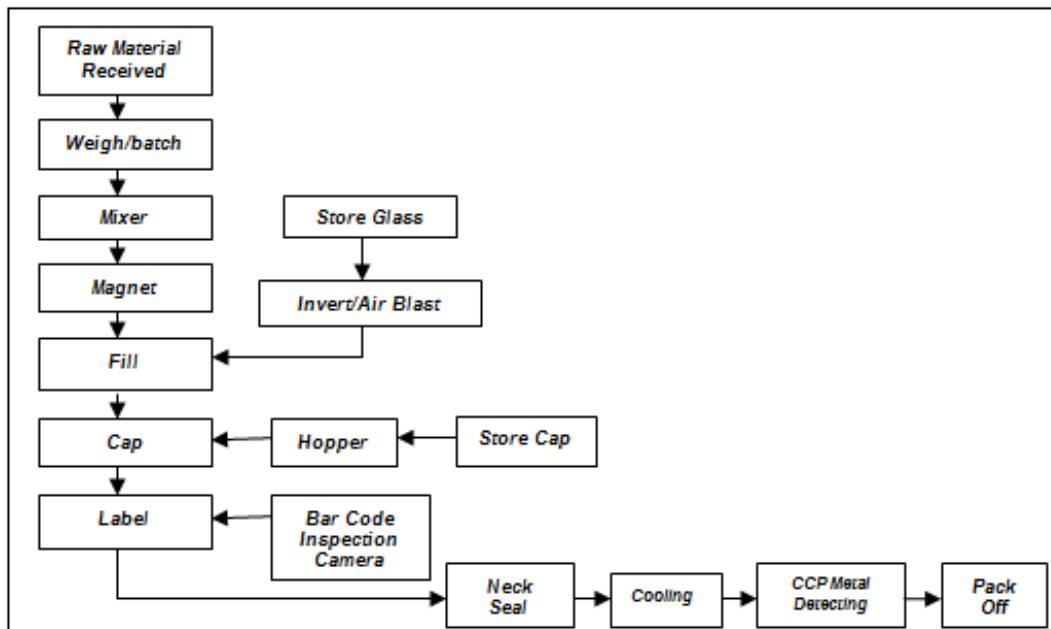 Raw Material
Received
Weigh/batch
Mixer
Store Glass
Magnet
Invert/Air Blast
Fill
Cap
Hopper
Store Cap
Label
Bar Code
Inspection
Camera
Neck
Seal
Cooling
CCP Metal
Detecting
Pack
Off